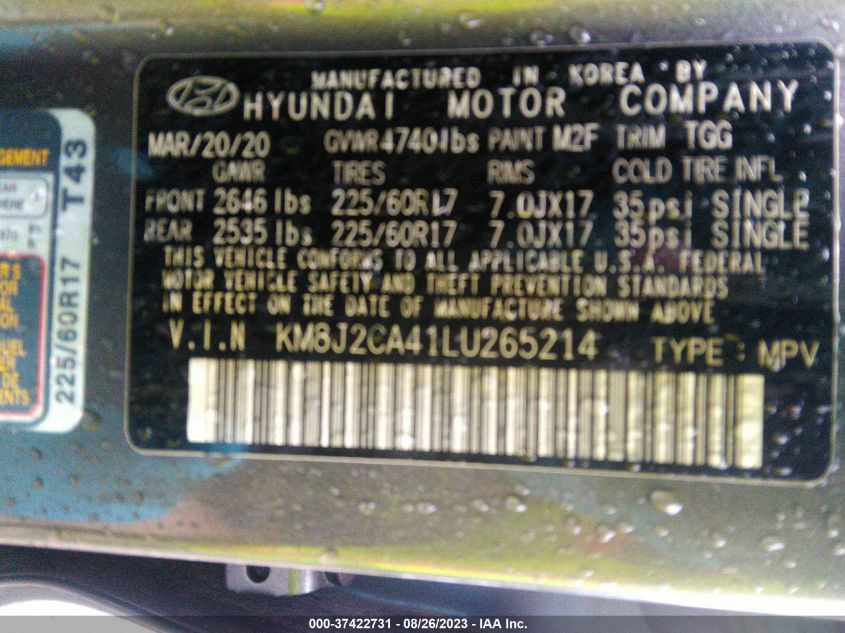 MANUFACTURED IN KOREA BY
HYUNDAI MOTOR COMPANY
MAR/20/20 GVWR 4740lbs PAINT M2F TRIM TGG
GAWR TIRES RIMS COLD TIRE INFL
FRONT 2646 lbs 225/60R17 7.0JX17 35psi SINGLE
REAR 2535 lbs 225/60R17 7.0JX17 35psi SINGLE
THIS VEHICLE CONFORMS TO ALL APPLICABLE U.S.A. FEDERAL
MOTOR VEHICLE SAFETY AND THEFT PREVENTION STANDARDS
IN EFFECT ON THE DATE OF MANUFACTURE SHOWN ABOVE.
V.I.N KM8J2CA41LU265214 TYPE : MPV
225/60R17 T43
000-37422731 - 08/26/2023 - IAA Inc.